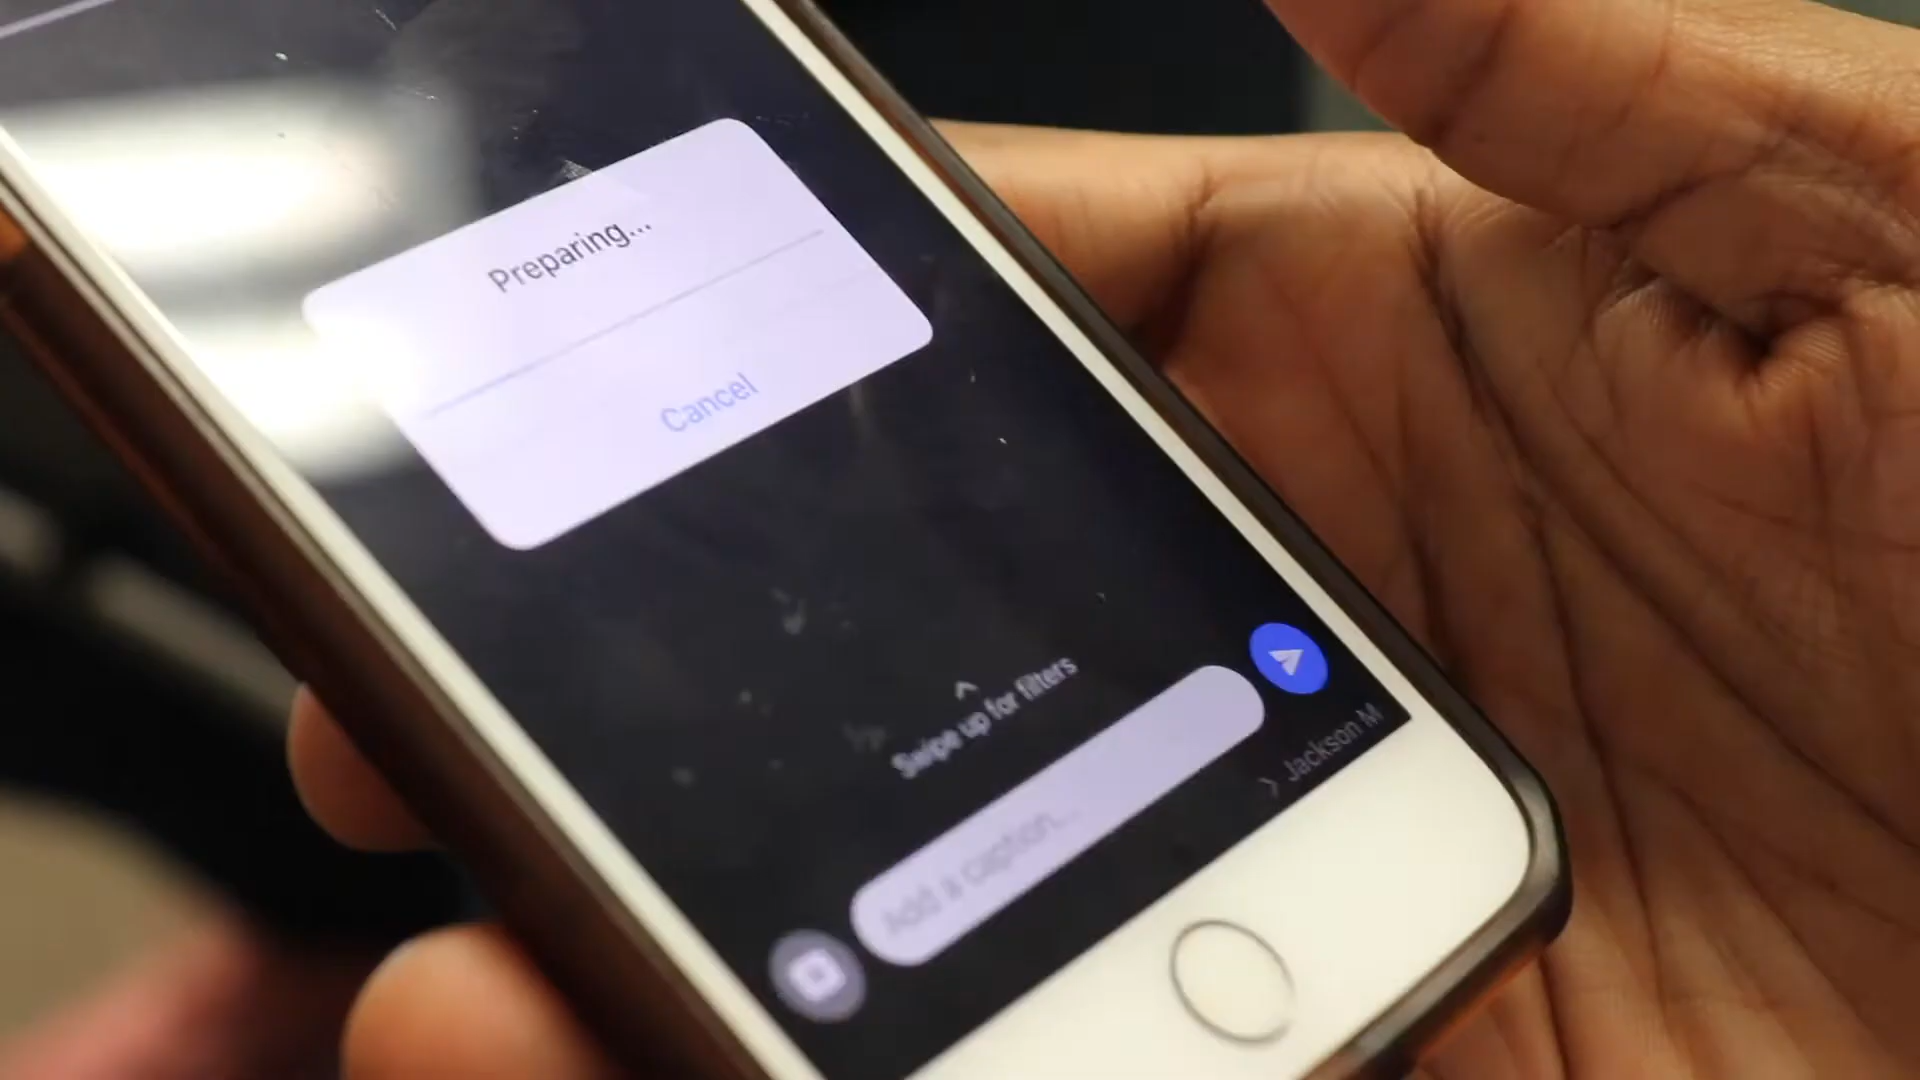 Preparing...
Cancel
Swipe up for filters
Add a caption...
Jackson M